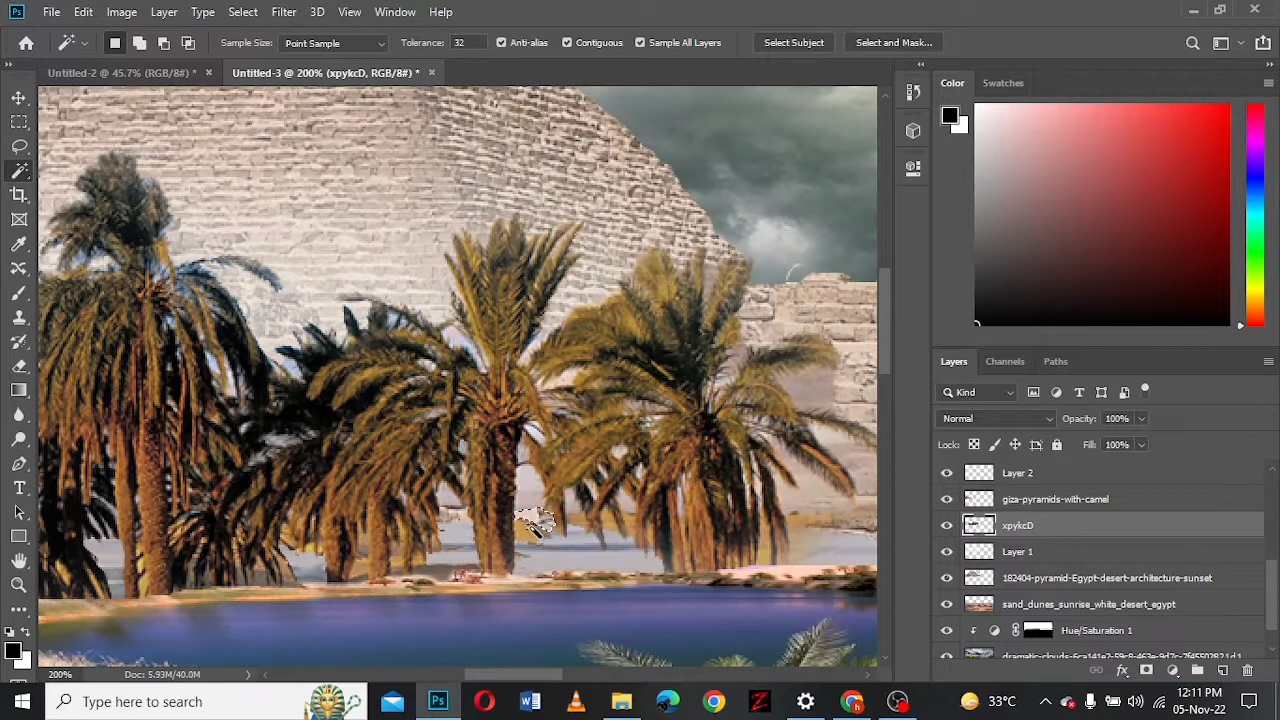 Ps File Edit Image Layer Type Select Filter 3D View Window Help
Sample Size: Point Sample Tolerance: 32 Anti-alias Contiguous Sample All Layers Select Subject Select and Mask...
Untitled-2 @ 45.7% (RGB/8#) * × Untitled-3 @ 200% (xpykcD, RGB/8#) * ×
Color Swatches
Layers Channels Paths
Kind
Normal Opacity: 100%
Lock: Fill: 100%
Layer 2
giza-pyramids-with-camel
xpykcD
Layer 1
182404-pyramid-Egypt-desert-architecture-sunset
sand_dunes_sunrise_white_desert_egypt
Hue/Saturation 1
200% Doc: 5.93M/40.0M
Type here to search
33°C
05-Nov-22